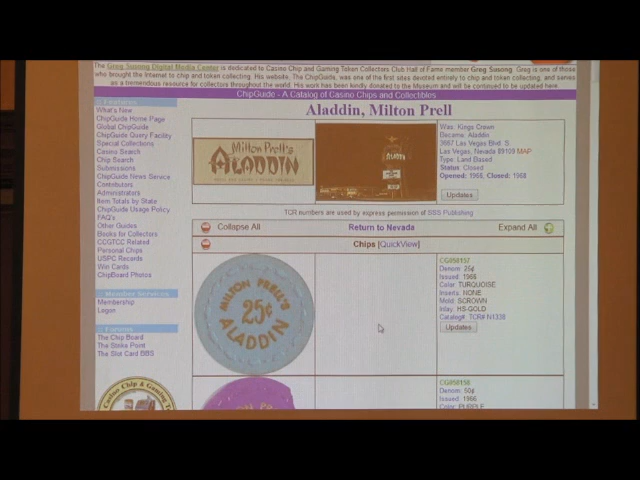 The Greg Susong Digital Media Center is dedicated to Casino Chip and Gaming Token Collectors Club Hall of Fame member Greg Susong. Greg is one of those
who brought the Internet to chip and token collecting. His website, The ChipGuide, was one of the first sites devoted entirely to chip and token collecting, and serves
as a tremendous resource for collectors throughout the world. His work has been kindly donated to the Museum and will be continued to be updated here.
ChipGuide - A Catalog of Casino Chips and Collectibles
:: Features
What's New
ChipGuide Home Page
Global ChipGuide
ChipGuide Query Facility
Special Collections
Casino Search
Chip Search
Submissions
ChipGuide News Service
Contributors
Administrators
Item Totals by State
ChipGuide Usage Policy
FAQ's
Other Guides
Books for Collectors
CCGTCC Related
Personal Chips
USPC Records
Win Cards
ChipBoard Photos
:: Member Services
Membership
Logon
:: Forums
The Chip Board
The Strike Point
The Slot Card BBS
Casino Chip & Gaming T
Aladdin, Milton Prell
Milton Prell's
ALADDIN
ALADDIN
Was: Kings Crown
Became: Aladdin
3667 Las Vegas Blvd. S
Las Vegas, Nevada 89109 MAP
Type: Land Based
Status: Closed
Opened: 1966, Closed: 1968
Updates
TCR numbers are used by express permission of BBS Publishing
Collapse All
Return to Nevada
Expand All
Chips [QuickView]
MILTON PRELL'S
25¢
ALADDIN
CG050157
Denom: 25¢
Issued: 1966
Color: TURQUOISE
Inserts: NONE
Mold: SCROWN
Inlay: HS-GOLD
Catalog#: TCR# N1338
Updates
CG050158
Denom: 50¢
Issued: 1966
Color: PURPLE